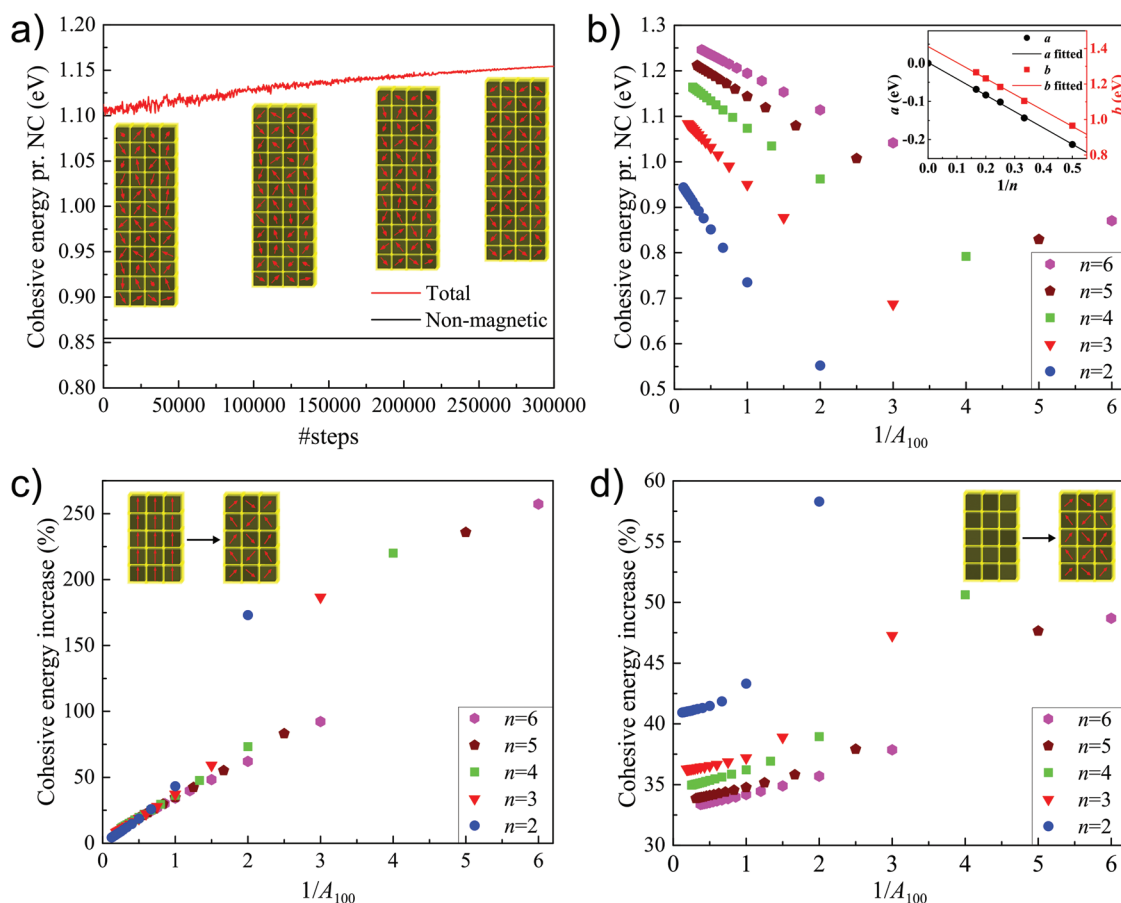 a)
Cohesive energy pr. NC (eV)
1.20
1.15
1.10
1.05
1.00
0.95
0.90
0.85
0.80
Total
Non-magnetic
0 50000 100000 150000 200000 250000 300000
#steps
b)
Cohesive energy pr. NC (eV)
1.3
1.2
1.1
1.0
0.9
0.8
0.7
0.6
0.5
a
a fitted
b
b fitted
a (eV)
0.0
-0.1
-0.2
b (eV)
1.4
1.2
1.0
0.8
0.0 0.1 0.2 0.3 0.4 0.5
1/n
n=6
n=5
n=4
n=3
n=2
0 1 2 3 4 5 6
1/A100
c)
Cohesive energy increase (%)
250
200
150
100
50
0
n=6
n=5
n=4
n=3
n=2
0 1 2 3 4 5 6
1/A100
d)
Cohesive energy increase (%)
60
55
50
45
40
35
30
n=6
n=5
n=4
n=3
n=2
0 1 2 3 4 5 6
1/A100